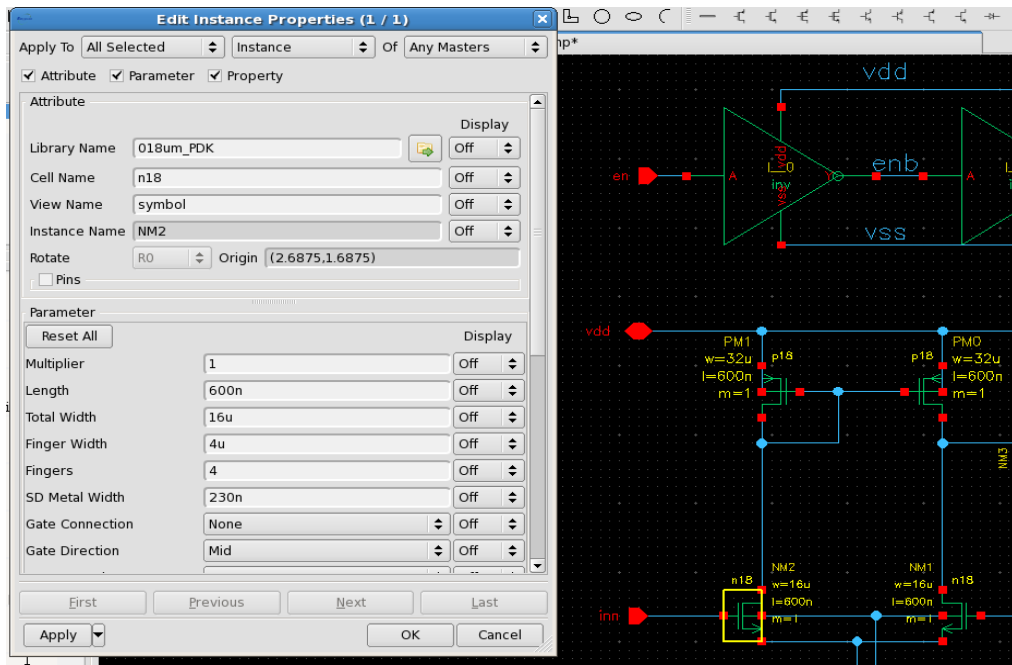 Edit Instance Properties (1 / 1)
Apply To All Selected Instance Of Any Masters
Attribute Parameter Property
Attribute
Display
Library Name 018um_PDK Off
Cell Name n18 Off
View Name symbol Off
Instance Name NM2 Off
Rotate R0 Origin (2.6875,1.6875)
Pins
Parameter
Reset All Display
Multiplier 1 Off
Length 600n Off
Total Width 16u Off
Finger Width 4u Off
Fingers 4 Off
SD Metal Width 230n Off
Gate Connection None Off
Gate Direction Mid Off
First Previous Next Last
Apply OK Cancel
vdd
en
A
vdd
inv
vss
enb
A
vss
vdd
PM1
p18
w=32u
l=600n
m=1
PM0
p18
w=32u
l=600n
m=1
NM3
NM2
n18
w=16u
l=600n
m=1
NM1
n18
w=16u
l=600n
m=1